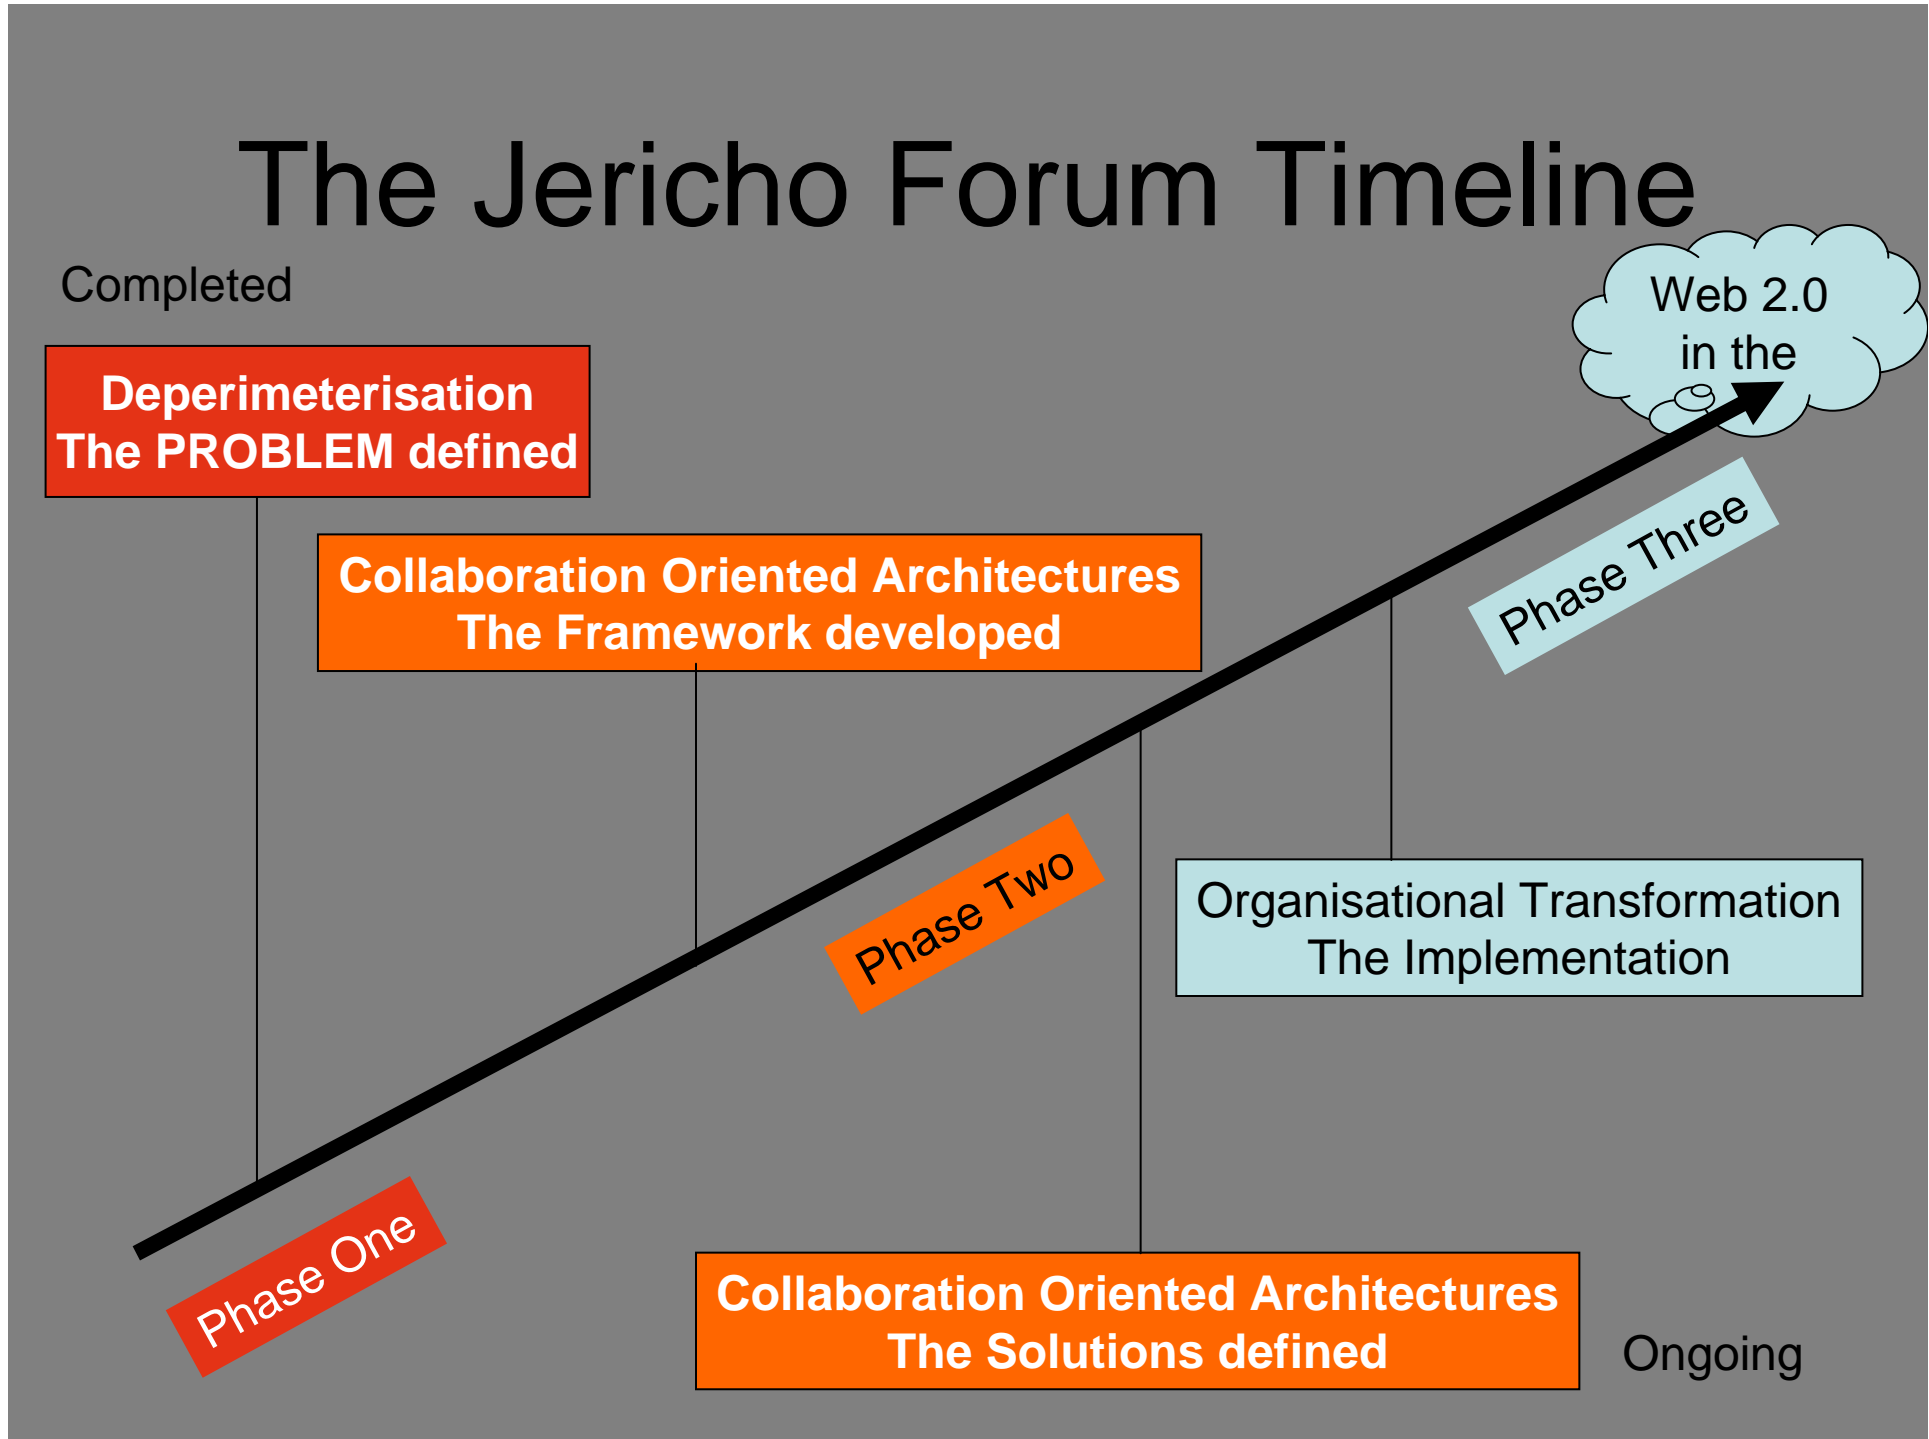 The Jericho Forum Timeline
Completed
Web 2.0
in the
Deperimeterisation
The PROBLEM defined
Collaboration Oriented Architectures
The Framework developed
Phase Three
Phase Two
Organisational Transformation
The Implementation
Phase One
Collaboration Oriented Architectures
The Solutions defined
Ongoing